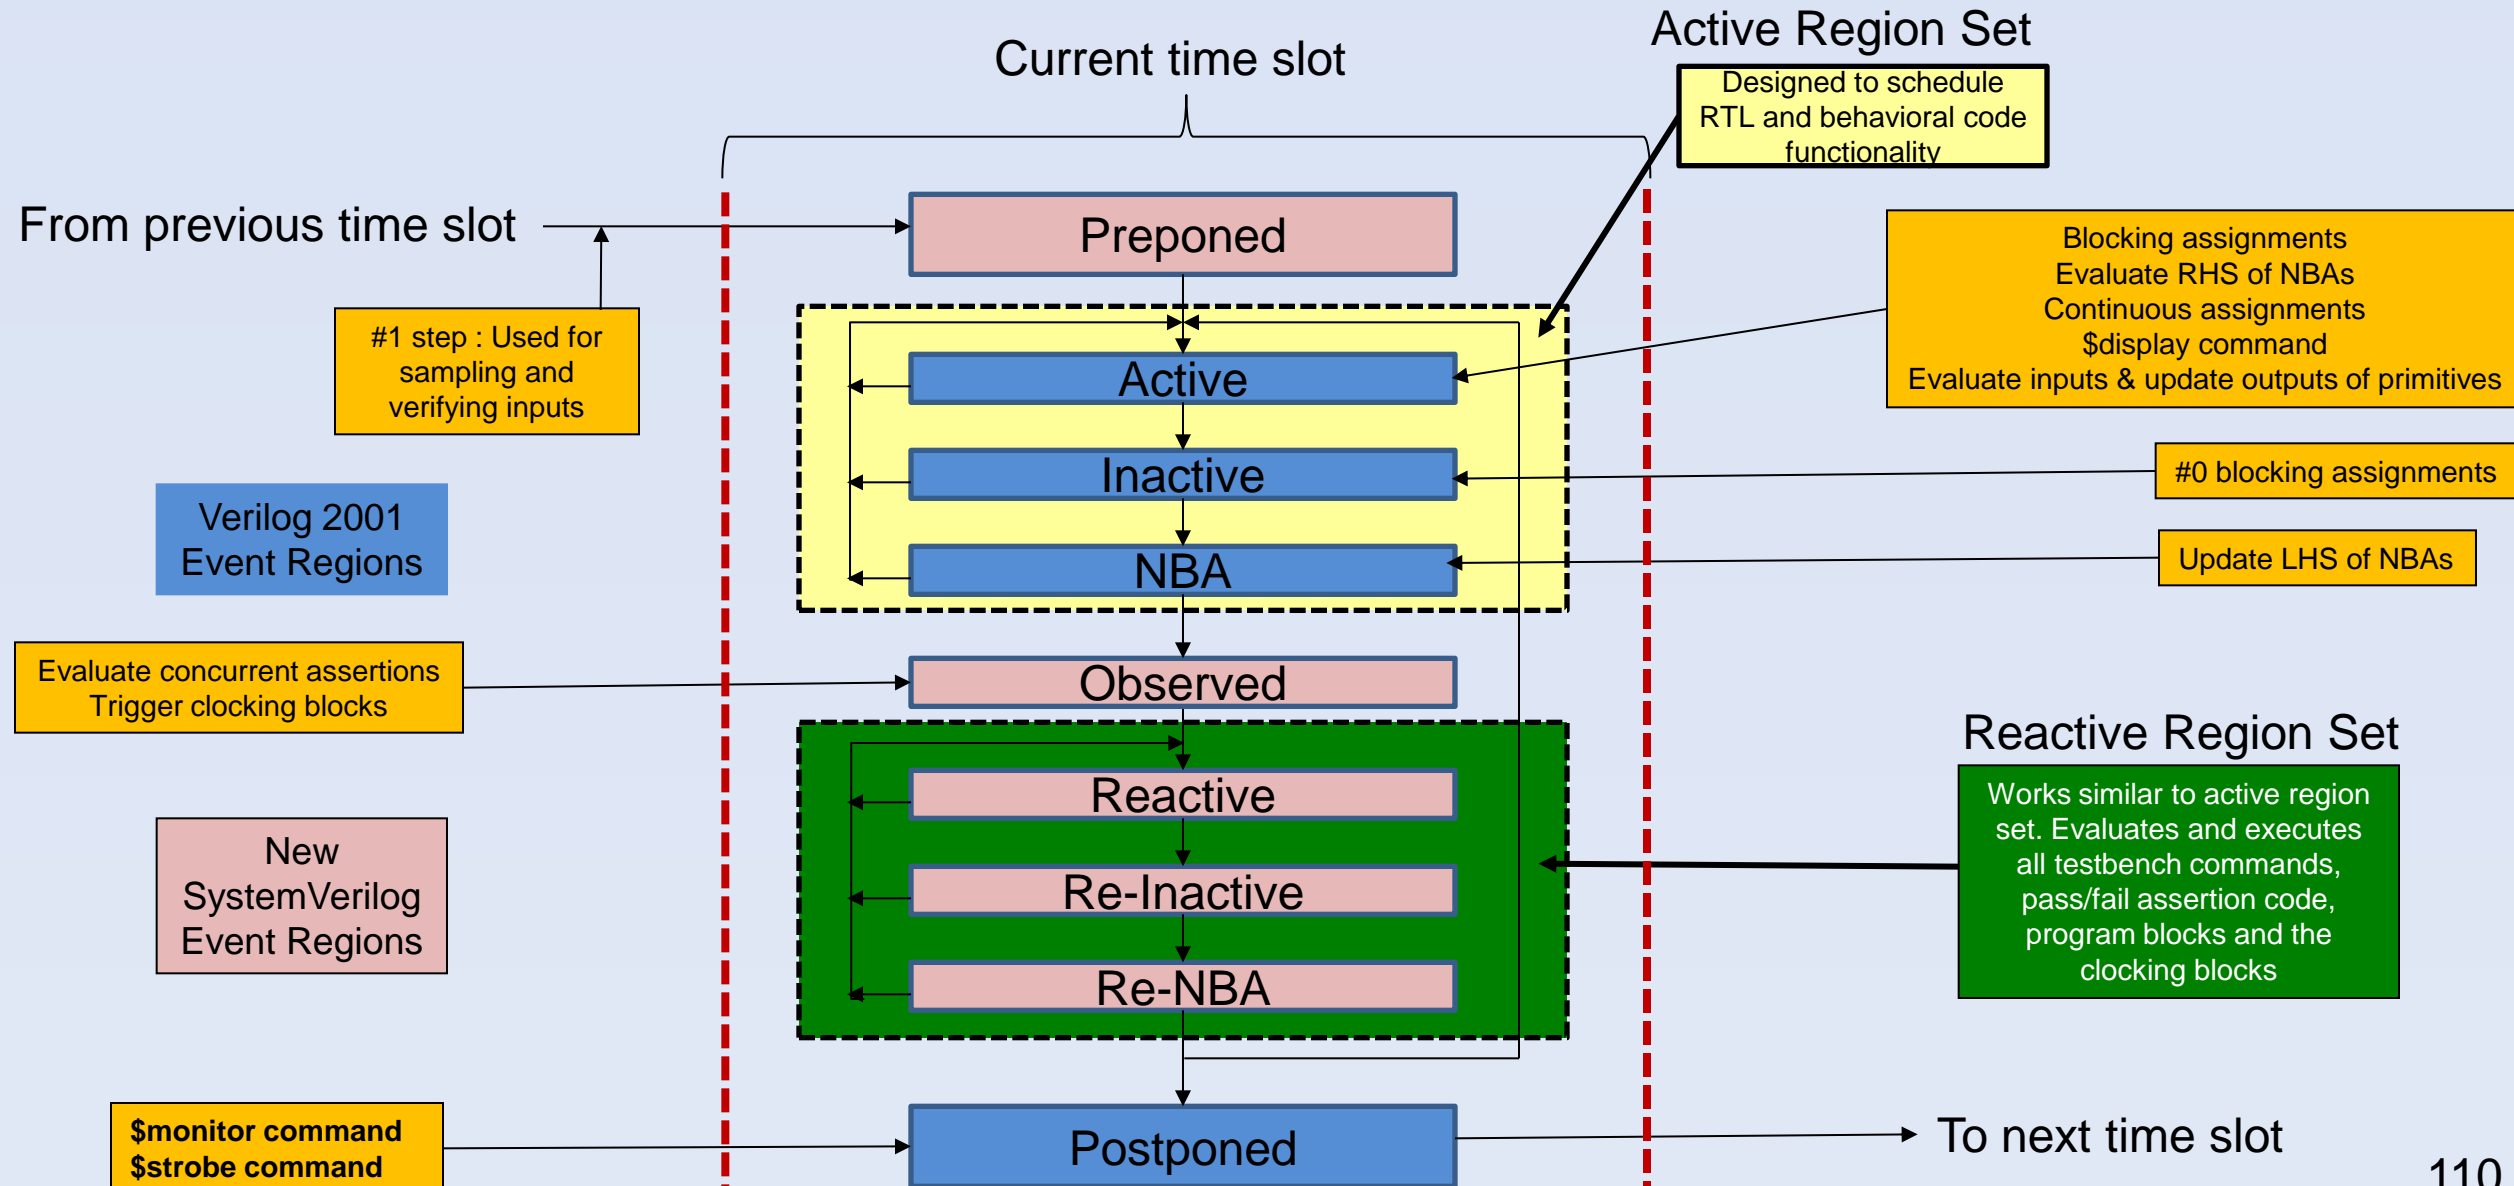 Active Region Set
Current time slot
Designed to schedule
RTL and behavioral code
functionality
From previous time slot
Preponed
Blocking assignments
Evaluate RHS of NBAs
Continuous assignments
$display command
Evaluate inputs & update outputs of primitives
#1 step : Used for
sampling and
verifying inputs
Active
Inactive
#0 blocking assignments
Verilog 2001
Event Regions
NBA
Update LHS of NBAs
Evaluate concurrent assertions
Trigger clocking blocks
Observed
Reactive Region Set
Works similar to active region
set. Evaluates and executes
all testbench commands,
pass/fail assertion code,
program blocks and the
clocking blocks
Reactive
New
SystemVerilog
Event Regions
Re-Inactive
Re-NBA
$monitor command
$strobe command
Postponed
To next time slot
110